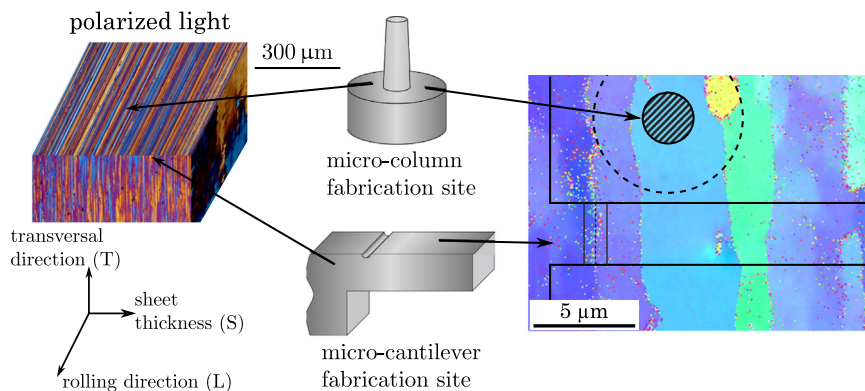 polarized light
300 μm
micro-column
fabrication site
transversal
direction (T)
sheet
thickness (S)
rolling direction (L)
micro-cantilever
fabrication site
5 μm